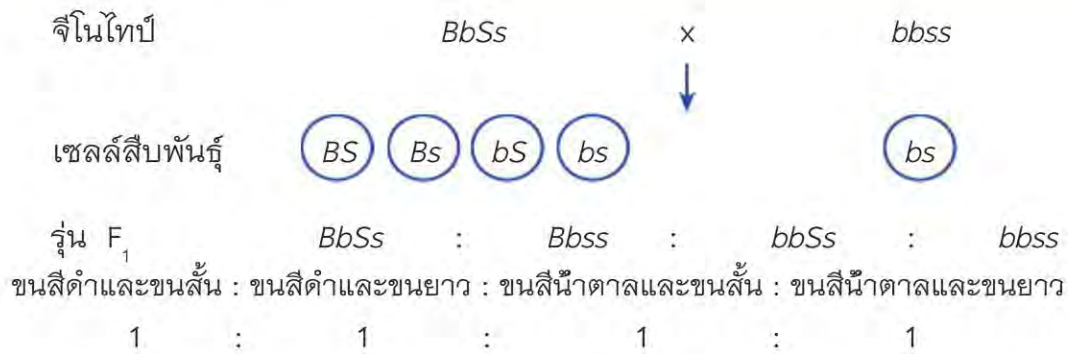 จีโนไทป์ BbSs x bbss
เซลล์สืบพันธุ์ BS Bs bS bs bs
รุ่น F1 BbSs : Bbss : bbSs : bbss
ขนสีดำและขนสั้น : ขนสีดำและขนยาว : ขนสีน้ำตาลและขนสั้น : ขนสีน้ำตาลและขนยาว
1 : 1 : 1 : 1